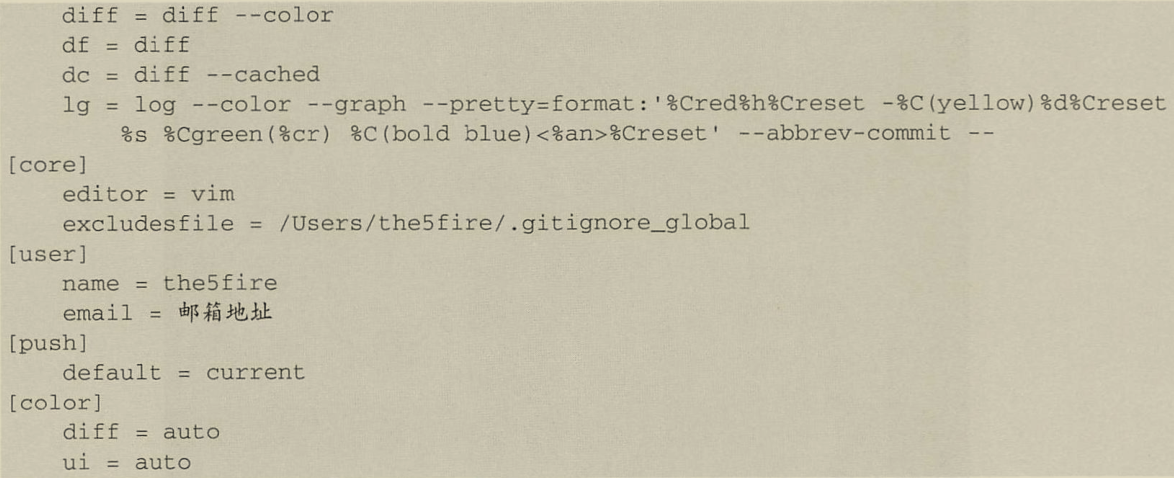 diff = diff --color
df = diff
dc = diff --cached
lg = log --color --graph --pretty=format:'%Cred%h%Creset -%C(yellow)%d%Creset
%s %Cgreen(%cr) %C(bold blue)<%an>%Creset' --abbrev-commit --
[core]
editor = vim
excludesfile = /Users/the5fire/.gitignore_global
[user]
name = the5fire
email = 邮箱地址
[push]
default = current
[color]
diff = auto
ui = auto